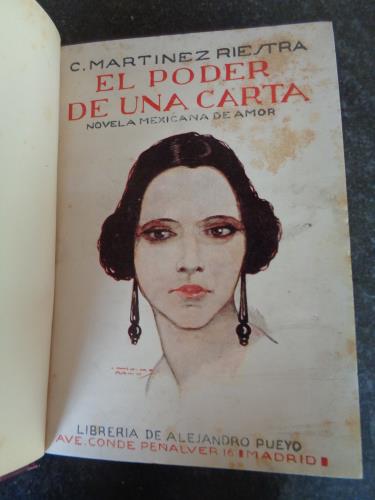 C. MARTINEZ RIESTRA
EL PODER
DE UNA CARTA
NOVELA MEXICANA DE AMOR
LIBRERIA DE ALEJANDRO PUEYO
AVE. CONDE PEÑALVER 16 MADRID